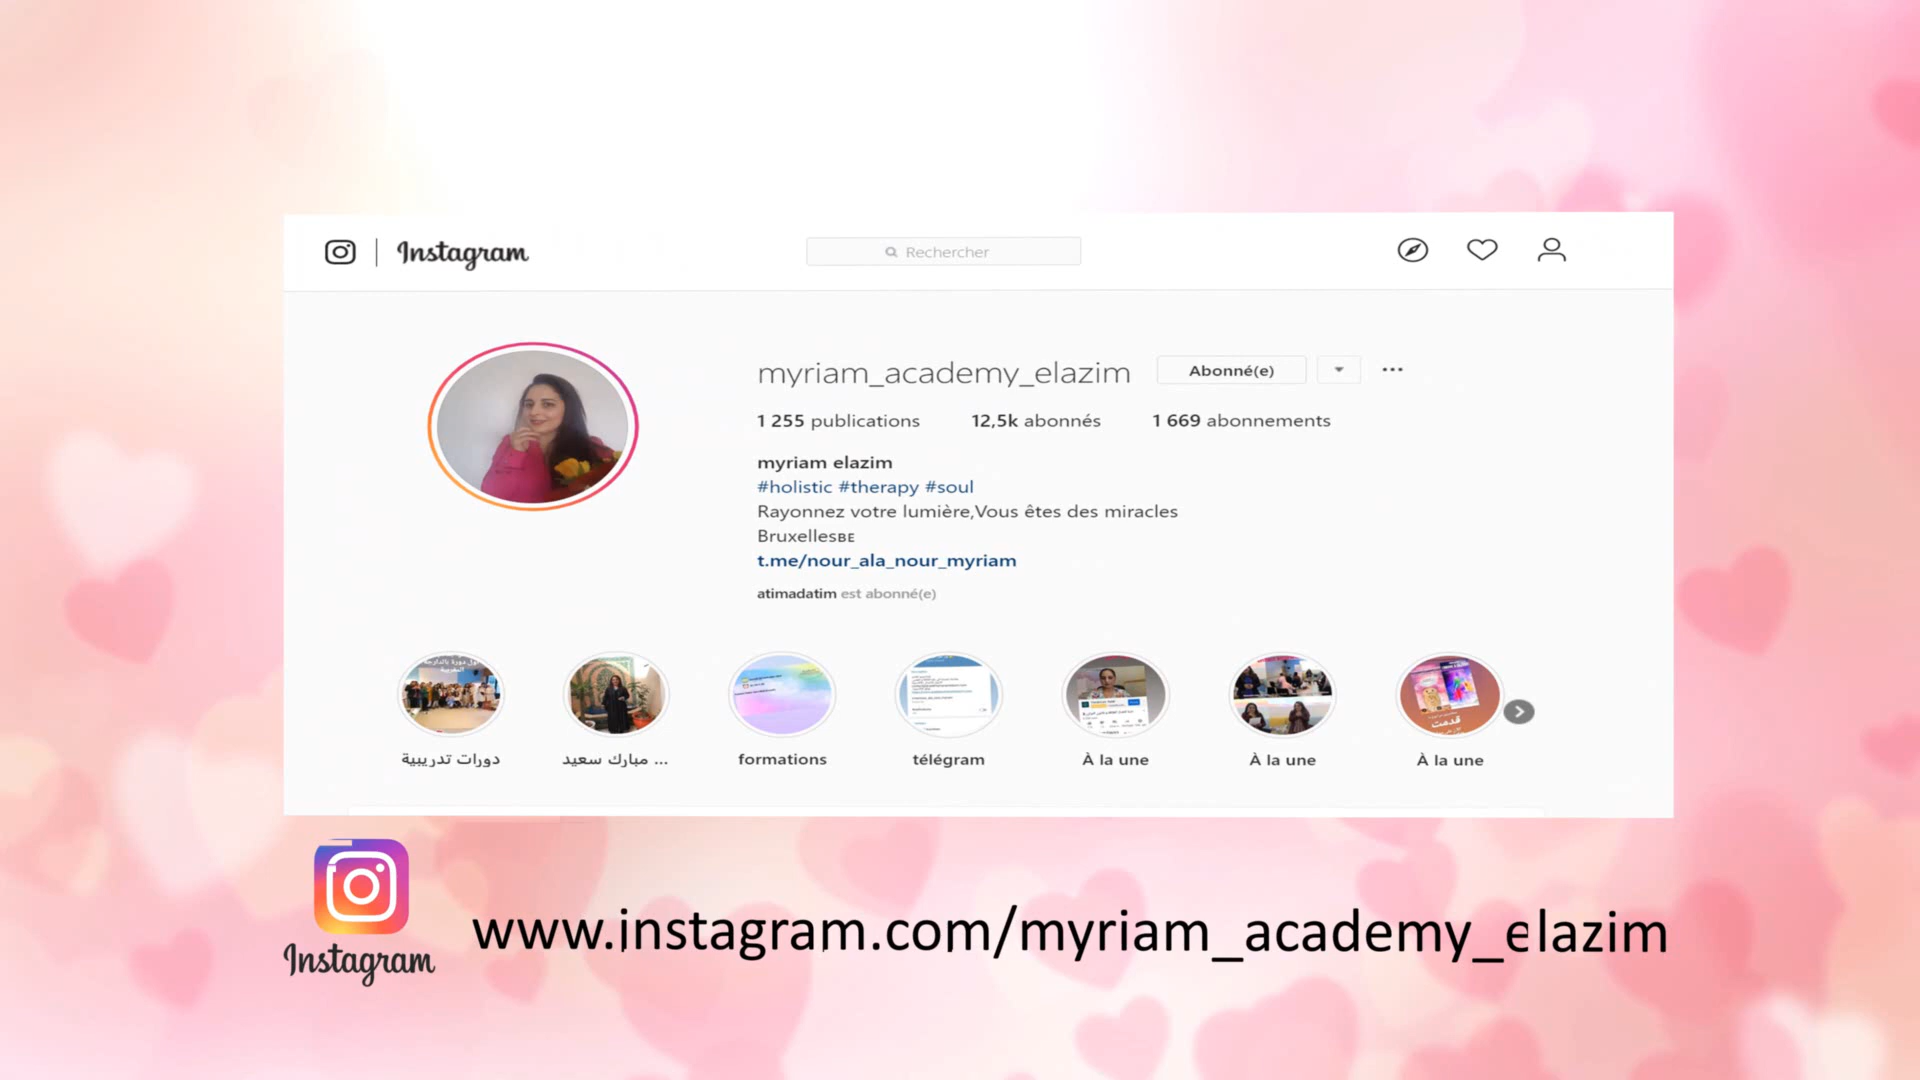 Instagram
Rechercher
myriam_academy_elazim Abonné(e)
1 255 publications 12,5k abonnés 1 669 abonnements
myriam elazim
#holistic #therapy #soul
Rayonnez votre lumière,Vous êtes des miracles
BruxellesBE
t.me/nour_ala_nour_myriam
atimadatim est abonné(e)
دورات تدريبية
مبارك سعيد ...
formations
télégram
À la une
À la une
À la une
قدمت
Instagram
www.instagram.com/myriam_academy_elazim